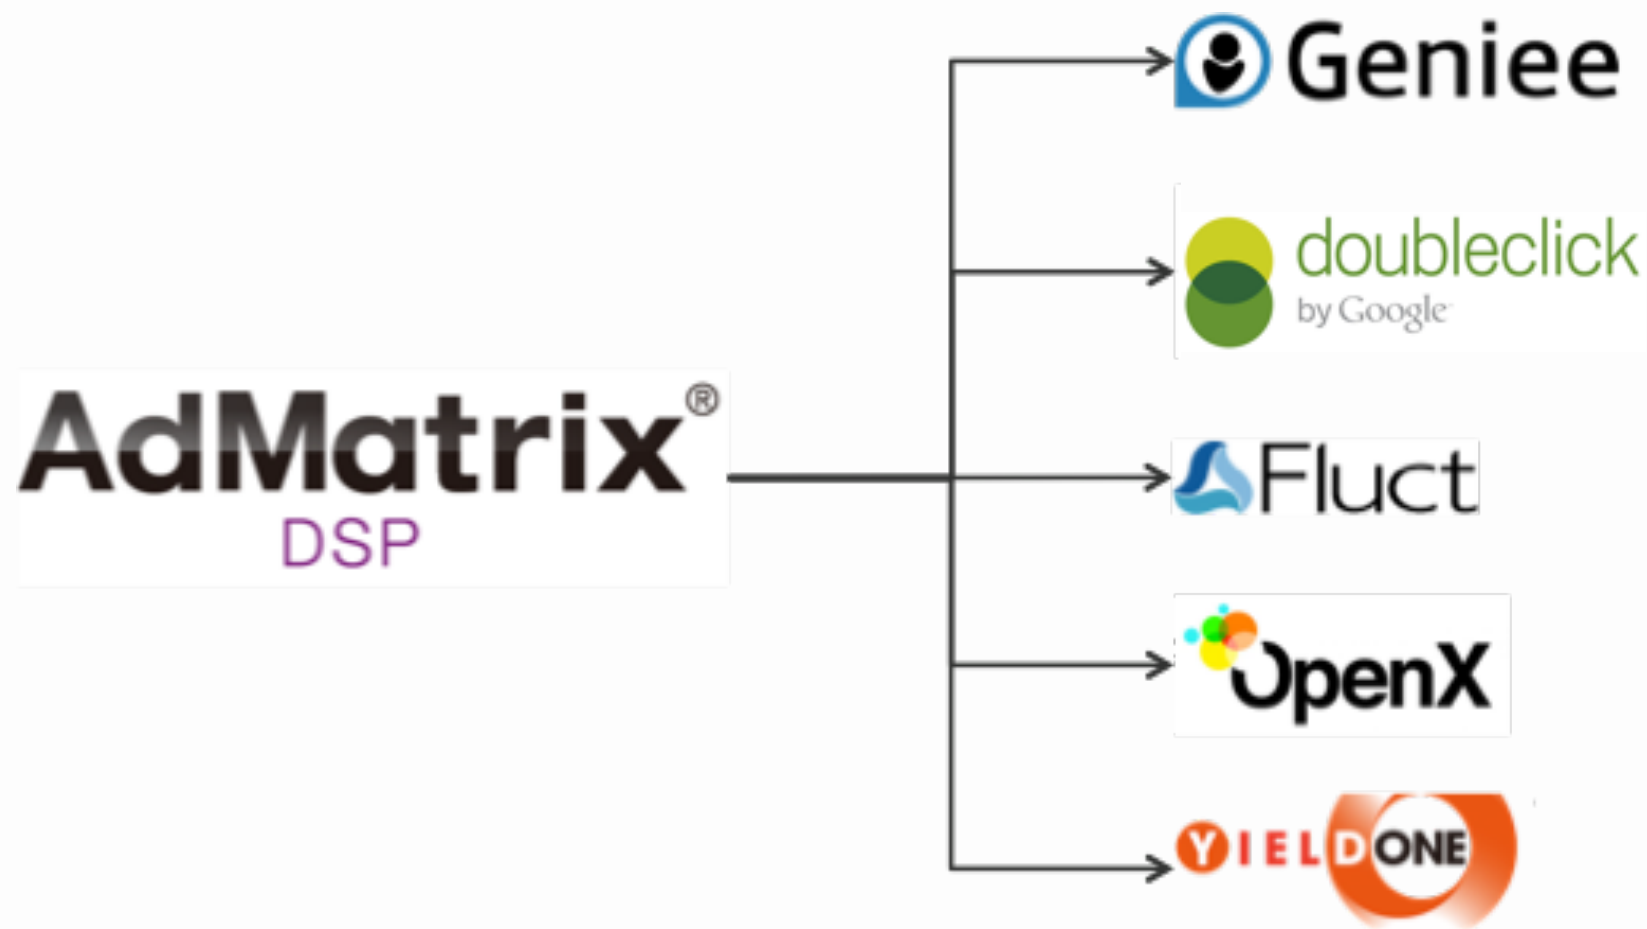 AdMatrix®
DSP
Geniee
doubleclick
by Google
Fluct
OpenX
YIELDONE